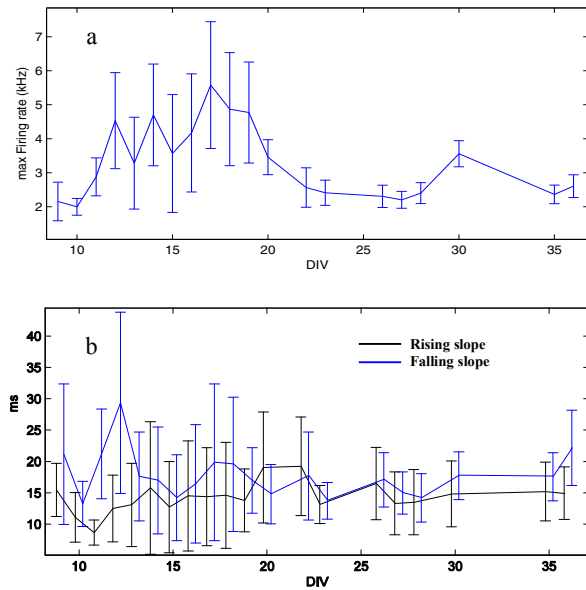 a
max Firing rate (kHz)
7
6
5
4
3
2
10 15 20 25 30 35
DIV
b
Rising slope
Falling slope
ms
40
35
30
25
20
15
10
10 15 20 25 30 35
DIV